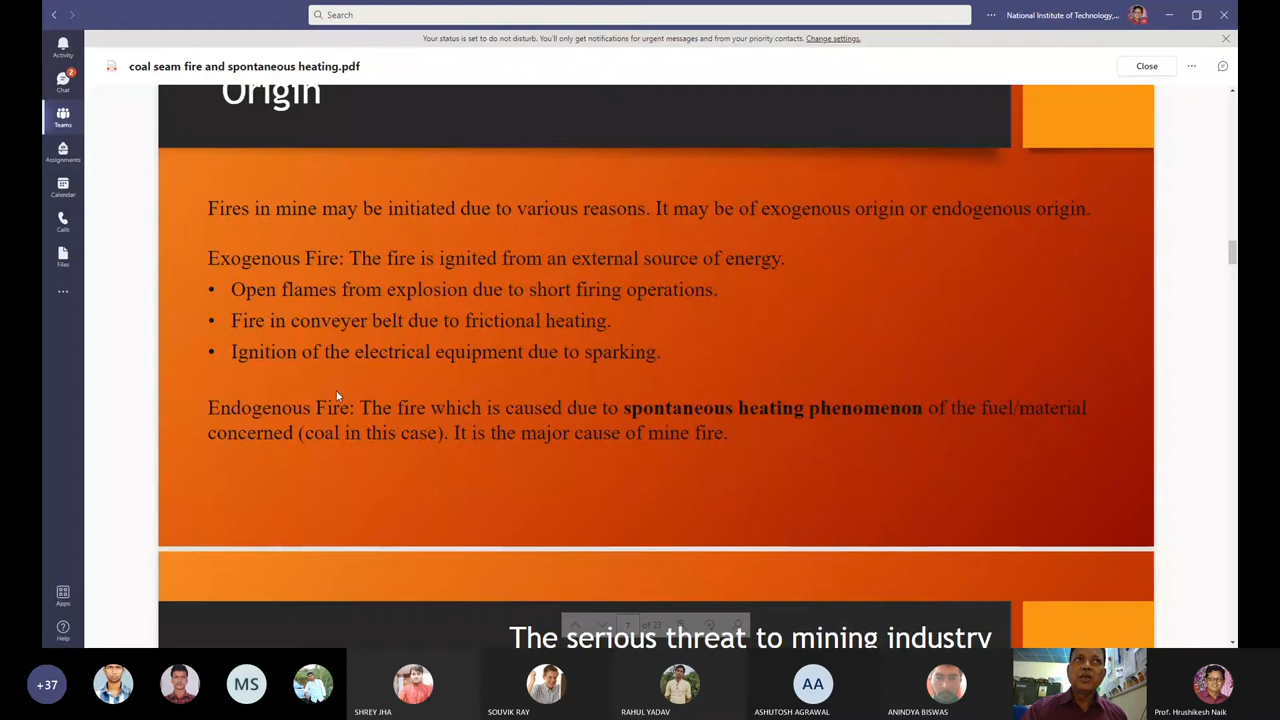 Search
National Institute of Technology,...
Your status is set to do not disturb. You'll only get notifications for urgent messages and from your priority contacts. Change settings.
Activity
2
Chat
Teams
Assignments
Calendar
Calls
Files
Apps
Help
coal seam fire and spontaneous heating.pdf
Close
Origin
Fires in mine may be initiated due to various reasons. It may be of exogenous origin or endogenous origin.
Exogenous Fire: The fire is ignited from an external source of energy.
• Open flames from explosion due to short firing operations.
• Fire in conveyer belt due to frictional heating.
• Ignition of the electrical equipment due to sparking.
Endogenous Fire: The fire which is caused due to spontaneous heating phenomenon of the fuel/material
concerned (coal in this case). It is the major cause of mine fire.
The serious threat to mining industry
7 of 23
+37
MS
SHREY JHA
SOUVIK RAY
RAHUL YADAV
AA
ASHUTOSH AGRAWAL
ANINDYA BISWAS
Prof. Hrushikesh Naik